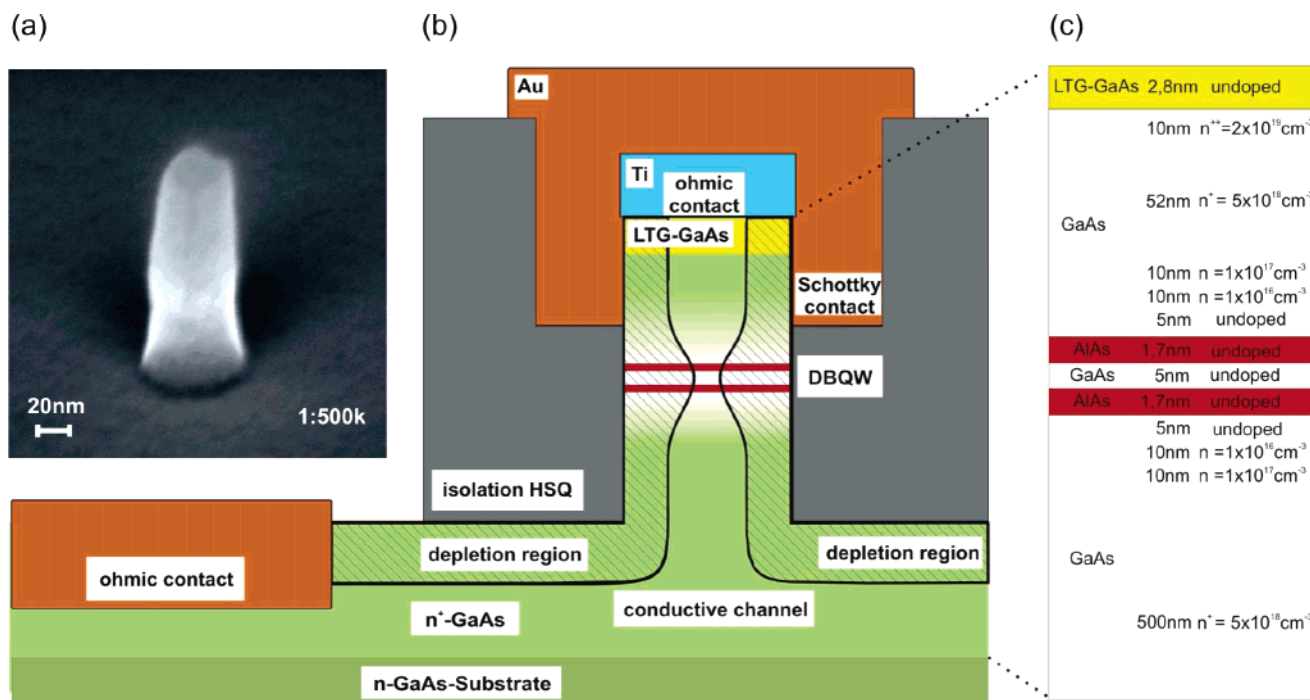 (a)
20nm
1:500k
(b)
Au
Ti
ohmic
contact
LTG-GaAs
Schottky
contact
DBQW
isolation HSQ
depletion region
depletion region
ohmic contact
n⁺-GaAs
conductive channel
n-GaAs-Substrate
(c)
LTG-GaAs 2,8nm undoped
10nm n⁺⁺=2x10¹⁹cm⁻³
52nm n⁺ = 5x10¹⁸cm⁻³
GaAs
10nm n =1x10¹⁷cm⁻³
10nm n =1x10¹⁶cm⁻³
5nm undoped
AlAs 1,7nm undoped
GaAs 5nm undoped
AlAs 1,7nm undoped
5nm undoped
10nm n =1x10¹⁶cm⁻³
10nm n =1x10¹⁷cm⁻³
GaAs
500nm n⁺ = 5x10¹⁸cm⁻³